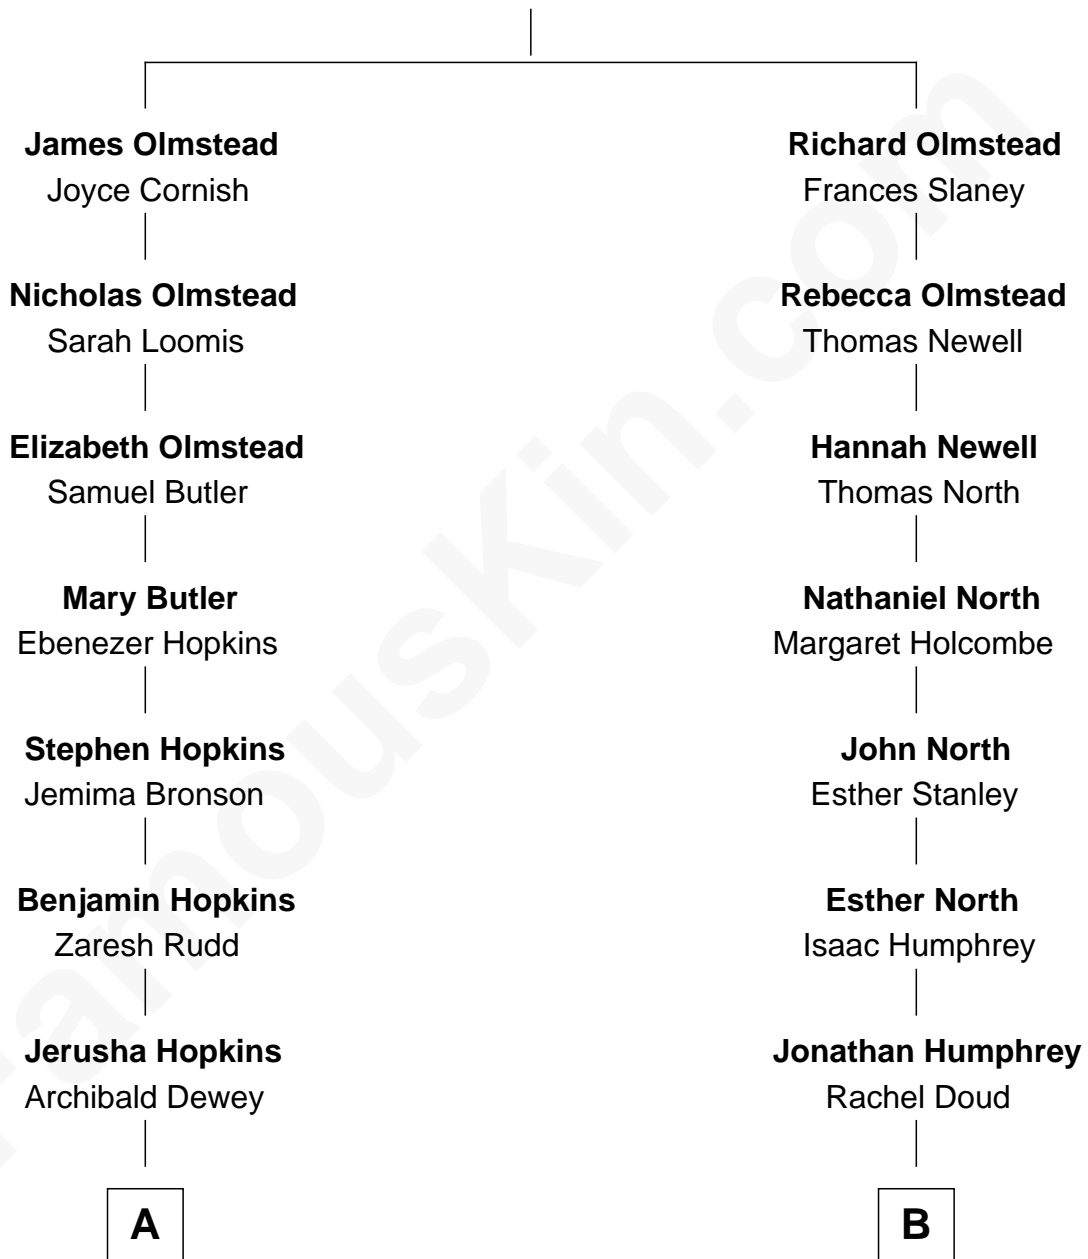 James Olmstead
Joyce Cornish
Nicholas Olmstead
Sarah Loomis
Elizabeth Olmstead
Samuel Butler
Mary Butler
Ebenezer Hopkins
Stephen Hopkins
Jemima Bronson
Benjamin Hopkins
Zaresh Rudd
Jerusha Hopkins
Archibald Dewey
A
Richard Olmstead
Frances Slaney
Rebecca Olmstead
Thomas Newell
Hannah Newell
Thomas North
Nathaniel North
Margaret Holcombe
John North
Esther Stanley
Esther North
Isaac Humphrey
Jonathan Humphrey
Rachel Doud
B
FamousKin.com